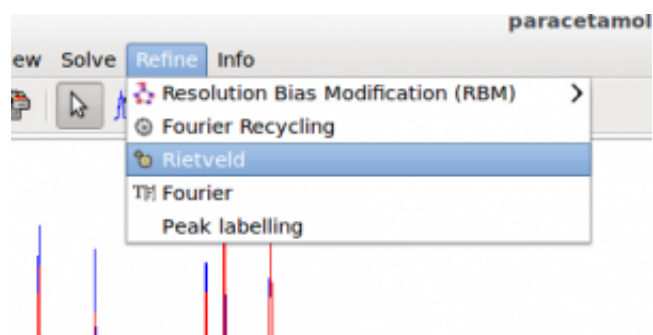 paracetamol
ew Solve Refine Info
Resolution Bias Modification (RBM)
Fourier Recycling
Rietveld
Fourier
Peak labelling